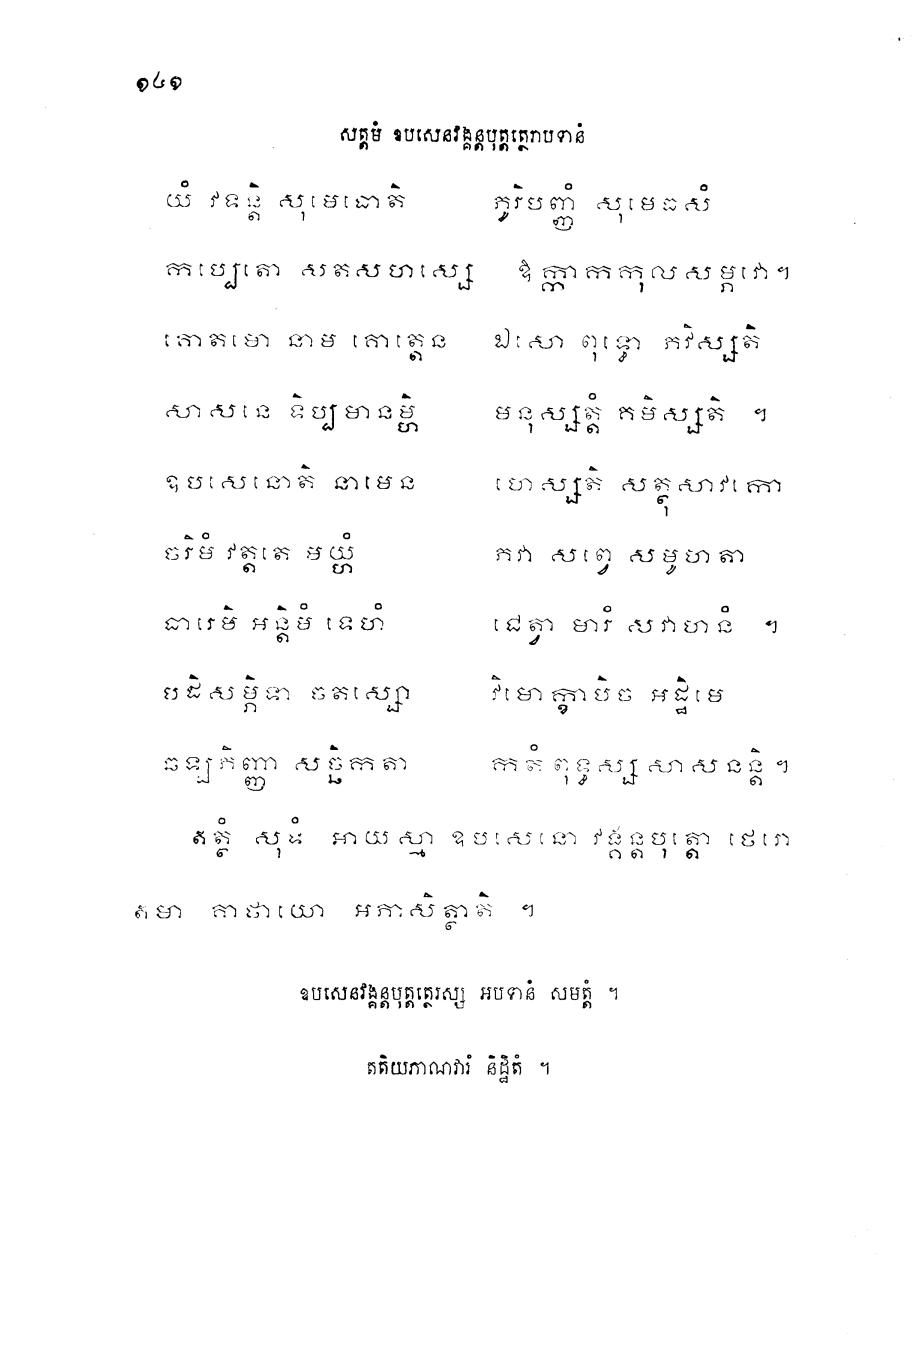 ១៤១
សត្តមំ ឧបសេនវង្គន្តបុត្តត្ថេរាបទានំ
យំ វទន្តិ សុមេធោតិ ភូរិបញ្ញំ សុមេធសំ
កប្បេតោ សតសហស្សេ ឱក្កាកកុលសម្ភវោ។
គោតមោ នាម គោត្តេន ឯសោ ពុទ្ធោ ភវិស្សតិ
សាសនេ ទិប្បមានម្ហិ មនុស្សត្តំ គមិស្សតិ ។
ឧបសេនោតិ នាមេន ហេស្សតិ សត្ថុសាវកោ
ចរិមំ វត្តតេ មយ្ហំ ភវា សព្វេ សមូហតា
ធារេមិ អន្តិមំ ទេហំ ជេត្វា មារំ សវាហនំ ។
បដិសម្ភិទា ចតស្សោ វិមោក្ខាបិច អដ្ឋិមេ
ឆឡភិញ្ញា សច្ឆិកតា កតំ ពុទ្ធស្ស សាសនន្តិ ។
ឥត្ថំ សុទំ អាយស្មា ឧបសេនោ វង្គន្តបុត្តោ ថេរោ
ឥមា គាថាយោ អភាសិត្ថាតិ ។
ឧបសេនវង្គន្តបុត្តត្ថេរស្ស អបទានំ សមត្តំ ។
តតិយភាណវារំ និដ្ឋិតំ ។